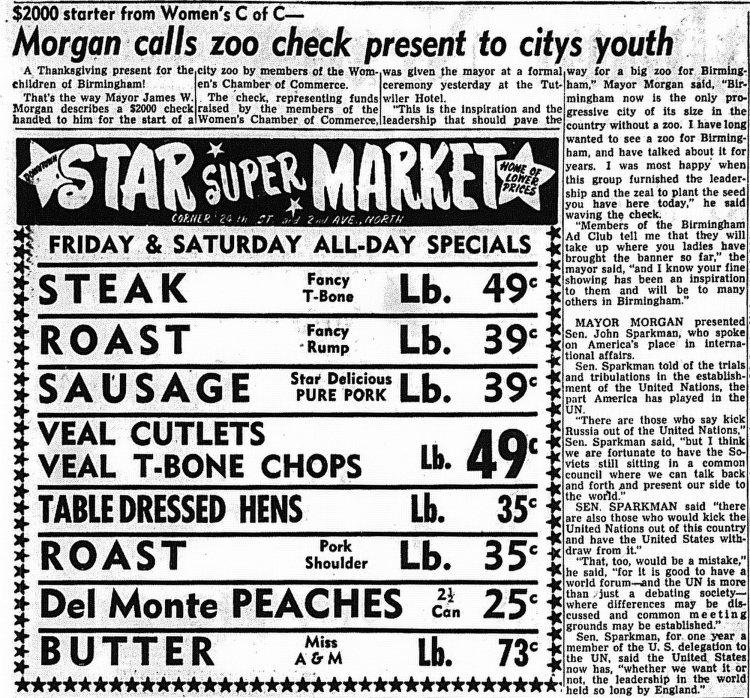 $2000 starter from Women's C of C—
Morgan calls zoo check present to citys youth
A Thanksgiving present for the
children of Birmingham!
That's the way Mayor James W.
Morgan describes a $2000 check
handed to him for the start of a
city zoo by members of the Wom-
en's Chamber of Commerce.
The check, representing funds
raised by the members of the
Women's Chamber of Commerce,
was given the mayor at a formal
ceremony yesterday at the Tut-
wiler Hotel.
"This is the inspiration and the
leadership that should pave the
way for a big zoo for Birming-
ham," Mayor Morgan said, "Bir-
mingham now is the only pro-
gressive city of its size in the
country without a zoo. I have long
wanted to see a zoo for Birming-
ham, and have talked about it for
years. I was most happy when
this group furnished the leader-
ship and the zeal to plant the seed
you have here today," he said
waving the check.
"Members of the Birmingham
Ad Club tell me that they will
take up where you ladies have
brought the banner so far," the
mayor said, "and I know your fine
showing has been an inspiration
to them and will be to many
others in Birmingham."
MAYOR MORGAN presented
Sen. John Sparkman, who spoke
on America's place in interna-
tional affairs.
Sen. Sparkman told of the trials
and tribulations in the establish-
ment of the United Nations, the
part America has played in the
UN.
"There are those who say kick
Russia out of the United Nations,"
Sen. Sparkman said, "but I think
we are fortunate to have the So-
viets still sitting in a common
council where we can talk back
and forth and present our side to
the world."
SEN. SPARKMAN said "there
are also those who would kick the
United Nations out of this country
and have the United States with-
draw from it."
"That, too, would be a mistake,"
he said, "for it is good to have a
world forum—and the UN is more
than just a debating society—
where differences may be dis-
cussed and common meeting
grounds may be established."
Sen. Sparkman, for one year a
member of the U. S. delegation to
the UN, said the United States
now has, "whether we want it or
not, the leadership in the world
held so long by England."
DOWNTOWN
STAR SUPER MARKET
HOME OF LOWER PRICES
CORNER 24 th ST. and 2nd AVE., NORTH
FRIDAY & SATURDAY ALL-DAY SPECIALS
STEAK Fancy T-Bone Lb. 49c
ROAST Fancy Rump Lb. 39c
SAUSAGE Star Delicious PURE PORK Lb. 39c
VEAL CUTLETS
VEAL T-BONE CHOPS Lb. 49c
TABLE DRESSED HENS Lb. 35c
ROAST Pork Shoulder Lb. 35c
Del Monte PEACHES 2½ Can 25c
BUTTER Miss A & M Lb. 73c